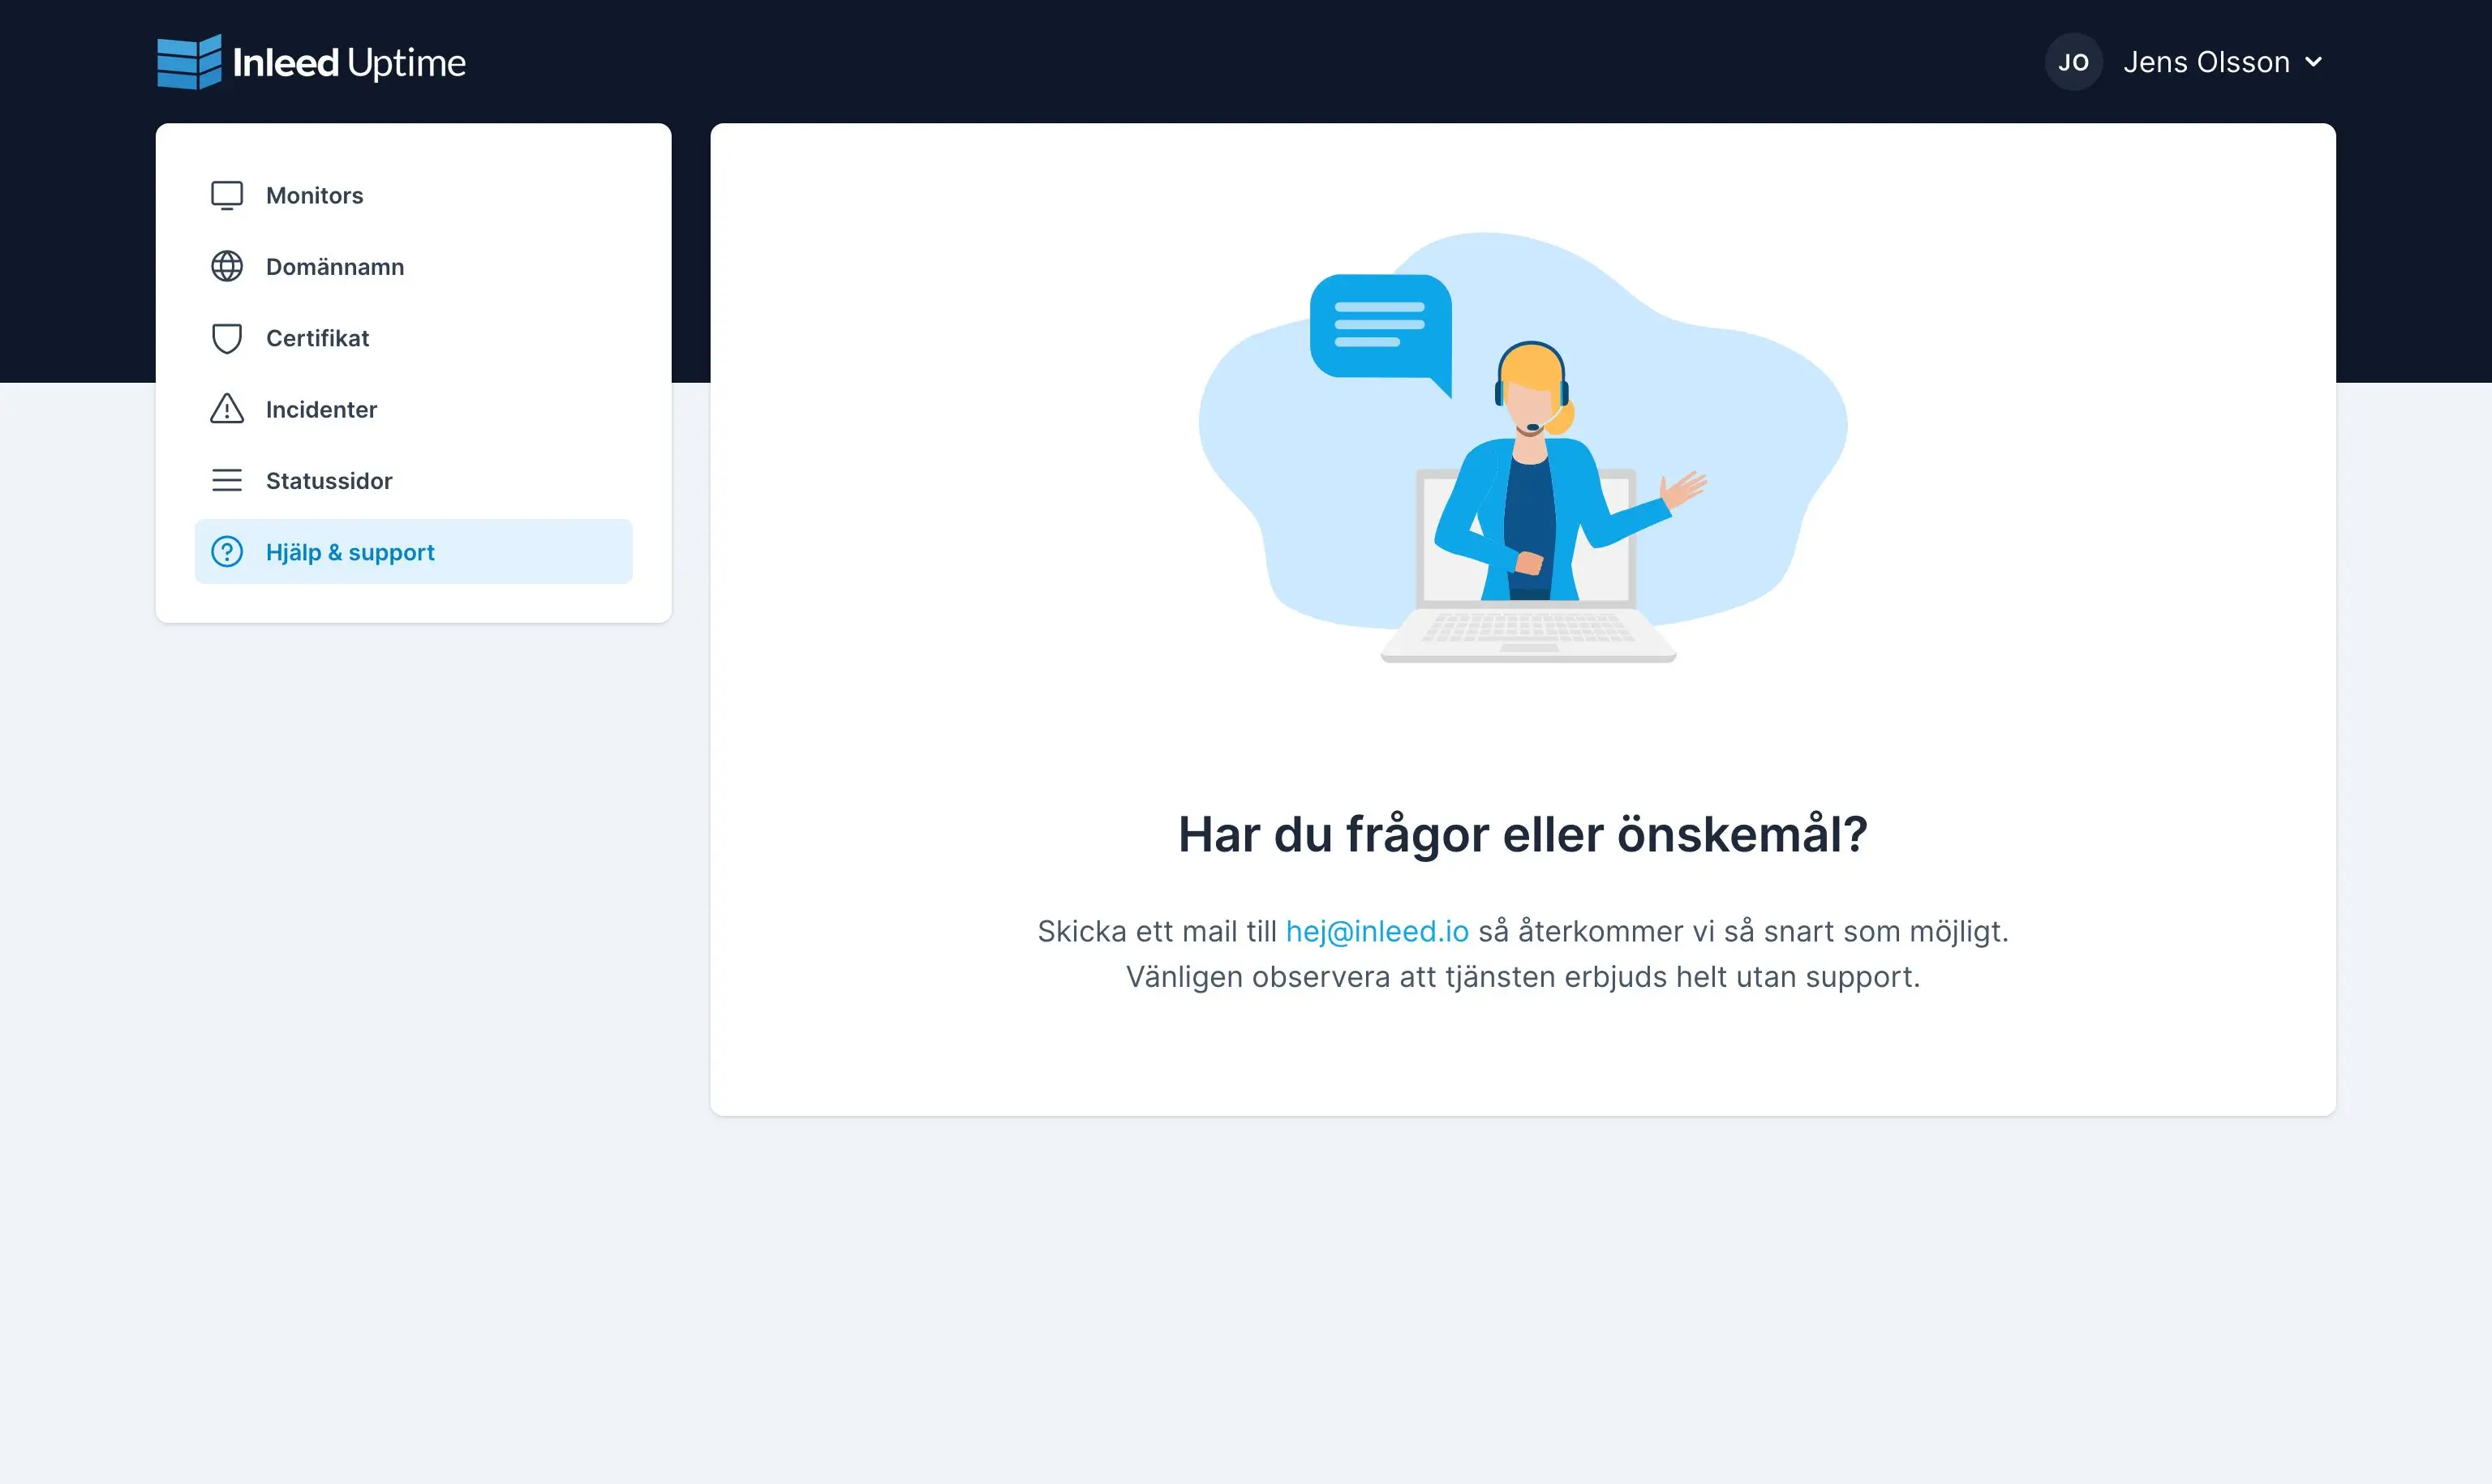 Inleed Uptime
JO
Jens Olsson
Monitors
Domännamn
Certifikat
Incidenter
Statussidor
Hjälp & support
Har du frågor eller önskemål?
Skicka ett mail till hej@inleed.io så återkommer vi så snart som möjligt.
Vänligen observera att tjänsten erbjuds helt utan support.